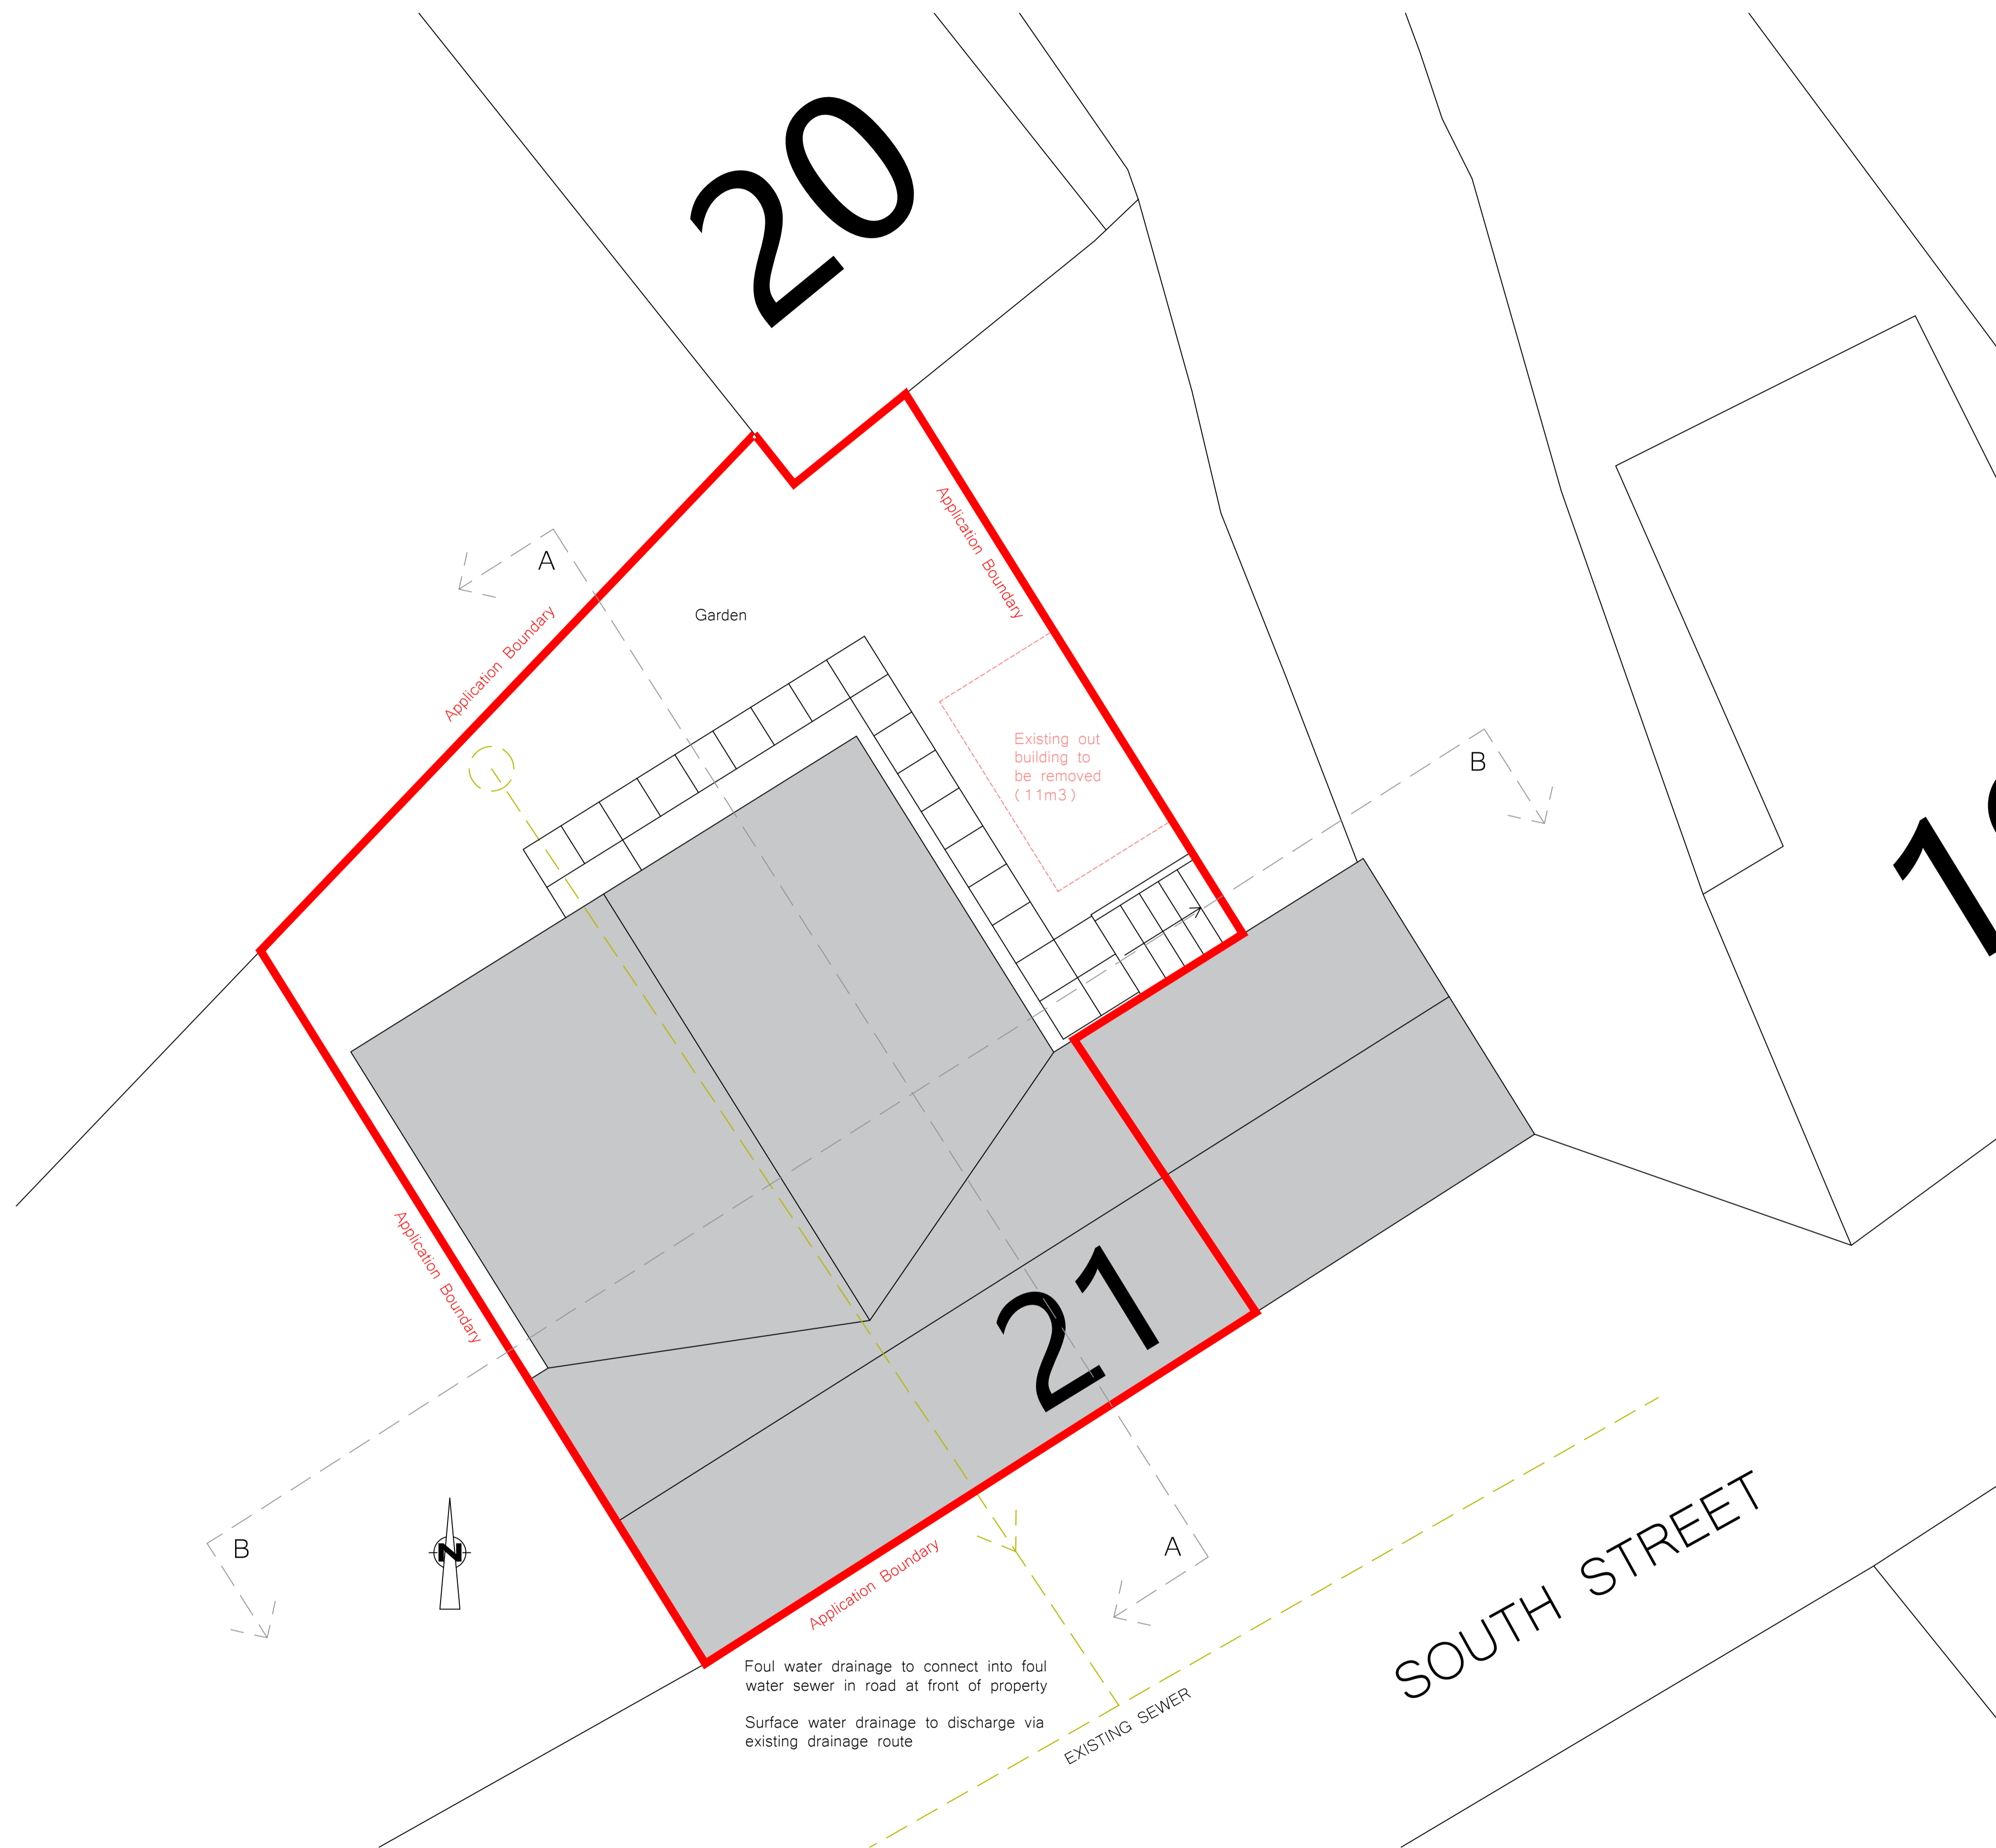 20
Application Boundary
A
Garden
Application Boundary
Existing out
building to
be removed
(11m3)
B
Application Boundary
21
B
N
A
Application Boundary
SOUTH STREET
Foul water drainage to connect into foul
water sewer in road at front of property
Surface water drainage to discharge via
existing drainage route
EXISTING SEWER